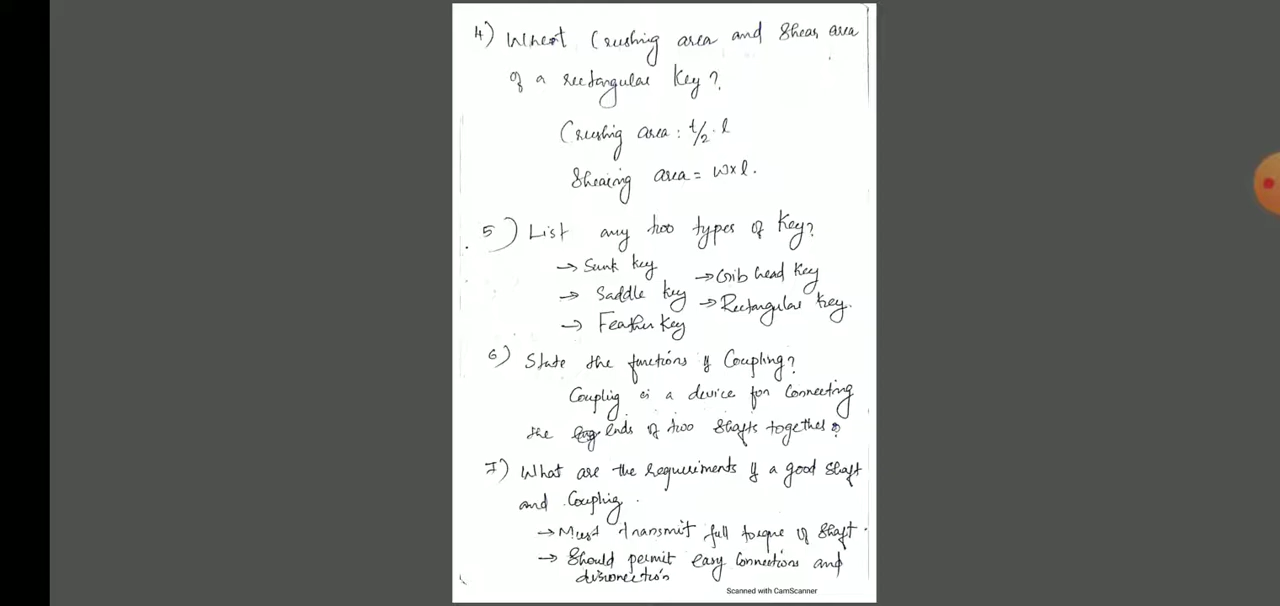 4) What Crushing area and Shear area
of a rectangular Key?
Crushing area : t/2 . l
Shearing area = w x l.
5) List any two types of Key?
→ Sunk key → Gib head Key
→ Saddle key → Rectangular key.
→ Feather Key
6) State the functions of Coupling?
Coupling is a device for Connecting
the ends of two Shafts together.
7) What are the requirements of a good Shaft
and Coupling.
→ Must transmit full torque of Shaft.
→ Should permit easy Connections and
disconection
Scanned with CamScanner